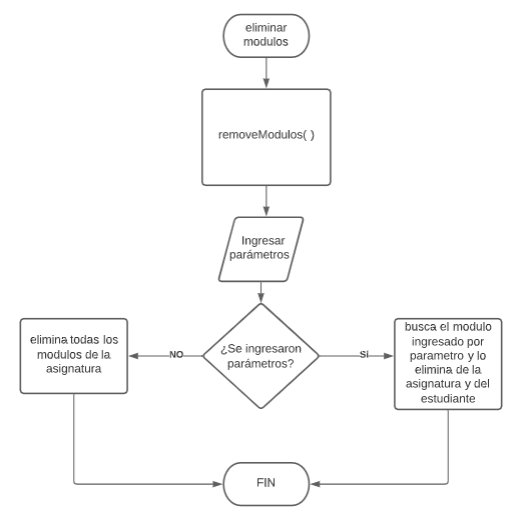 eliminar
modulos
removeModulos( )
Ingresar
parámetros
¿Se ingresaron
parámetros?
NO
Sí
elimina todas los
modulos de la
asignatura
busca el modulo
ingresado por
parametro y lo
elimina de la
asignatura y del
estudiante
FIN